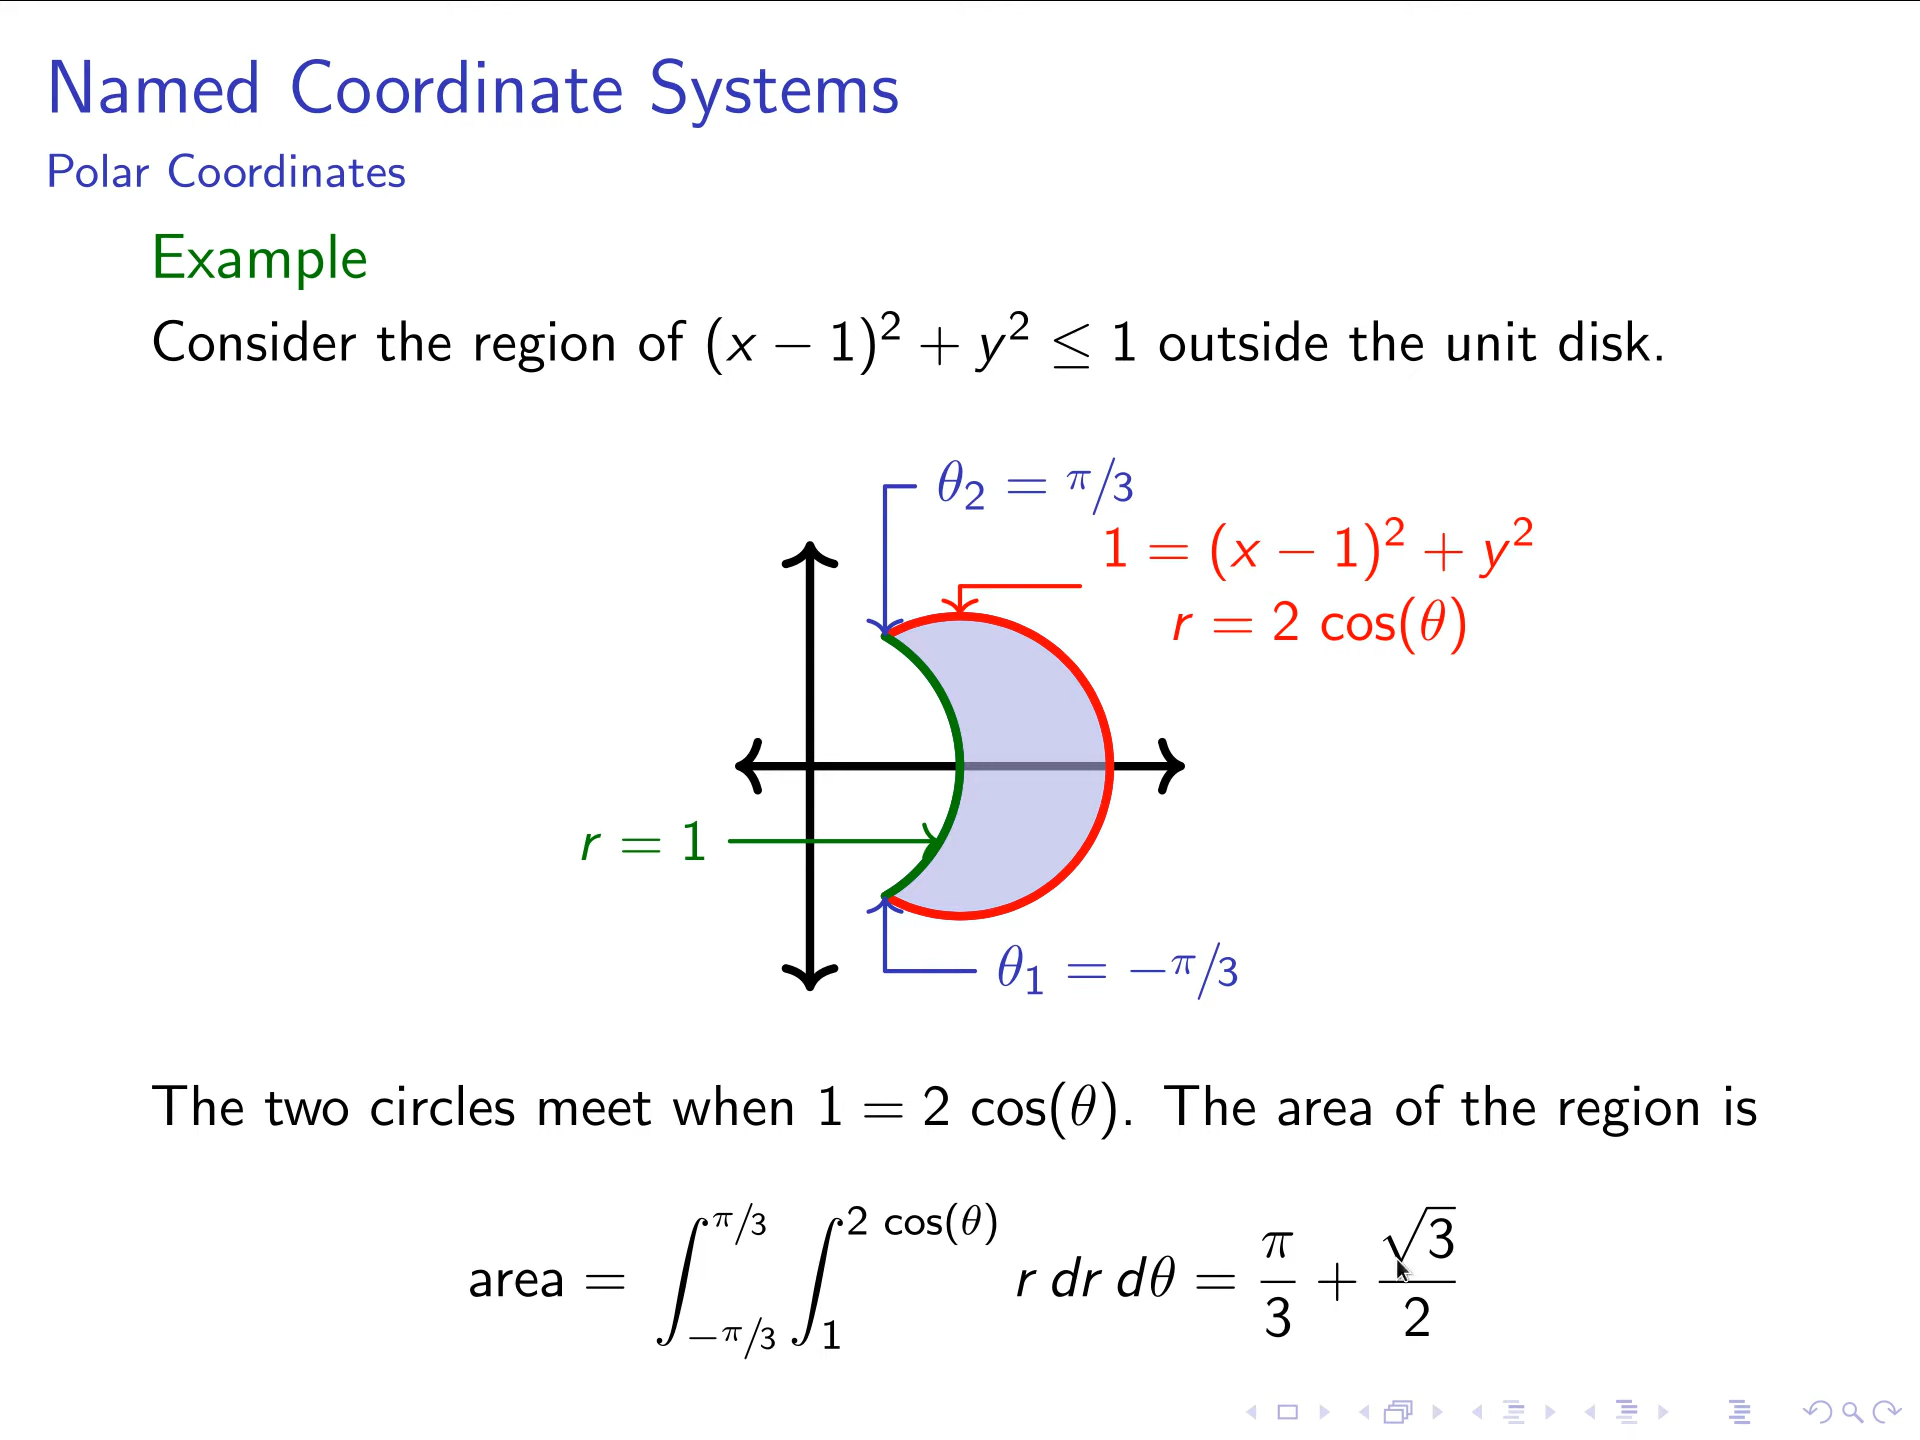 Named Coordinate Systems
Polar Coordinates
Example
Consider the region of (x − 1)² + y² ≤ 1 outside the unit disk.
θ₂ = π/3
1 = (x − 1)² + y²
r = 2 cos(θ)
r = 1
θ₁ = −π/3
The two circles meet when 1 = 2 cos(θ). The area of the region is
area = ∫_{−π/3}^{π/3} ∫_{1}^{2 cos(θ)} r dr dθ = π/3 + √3/2